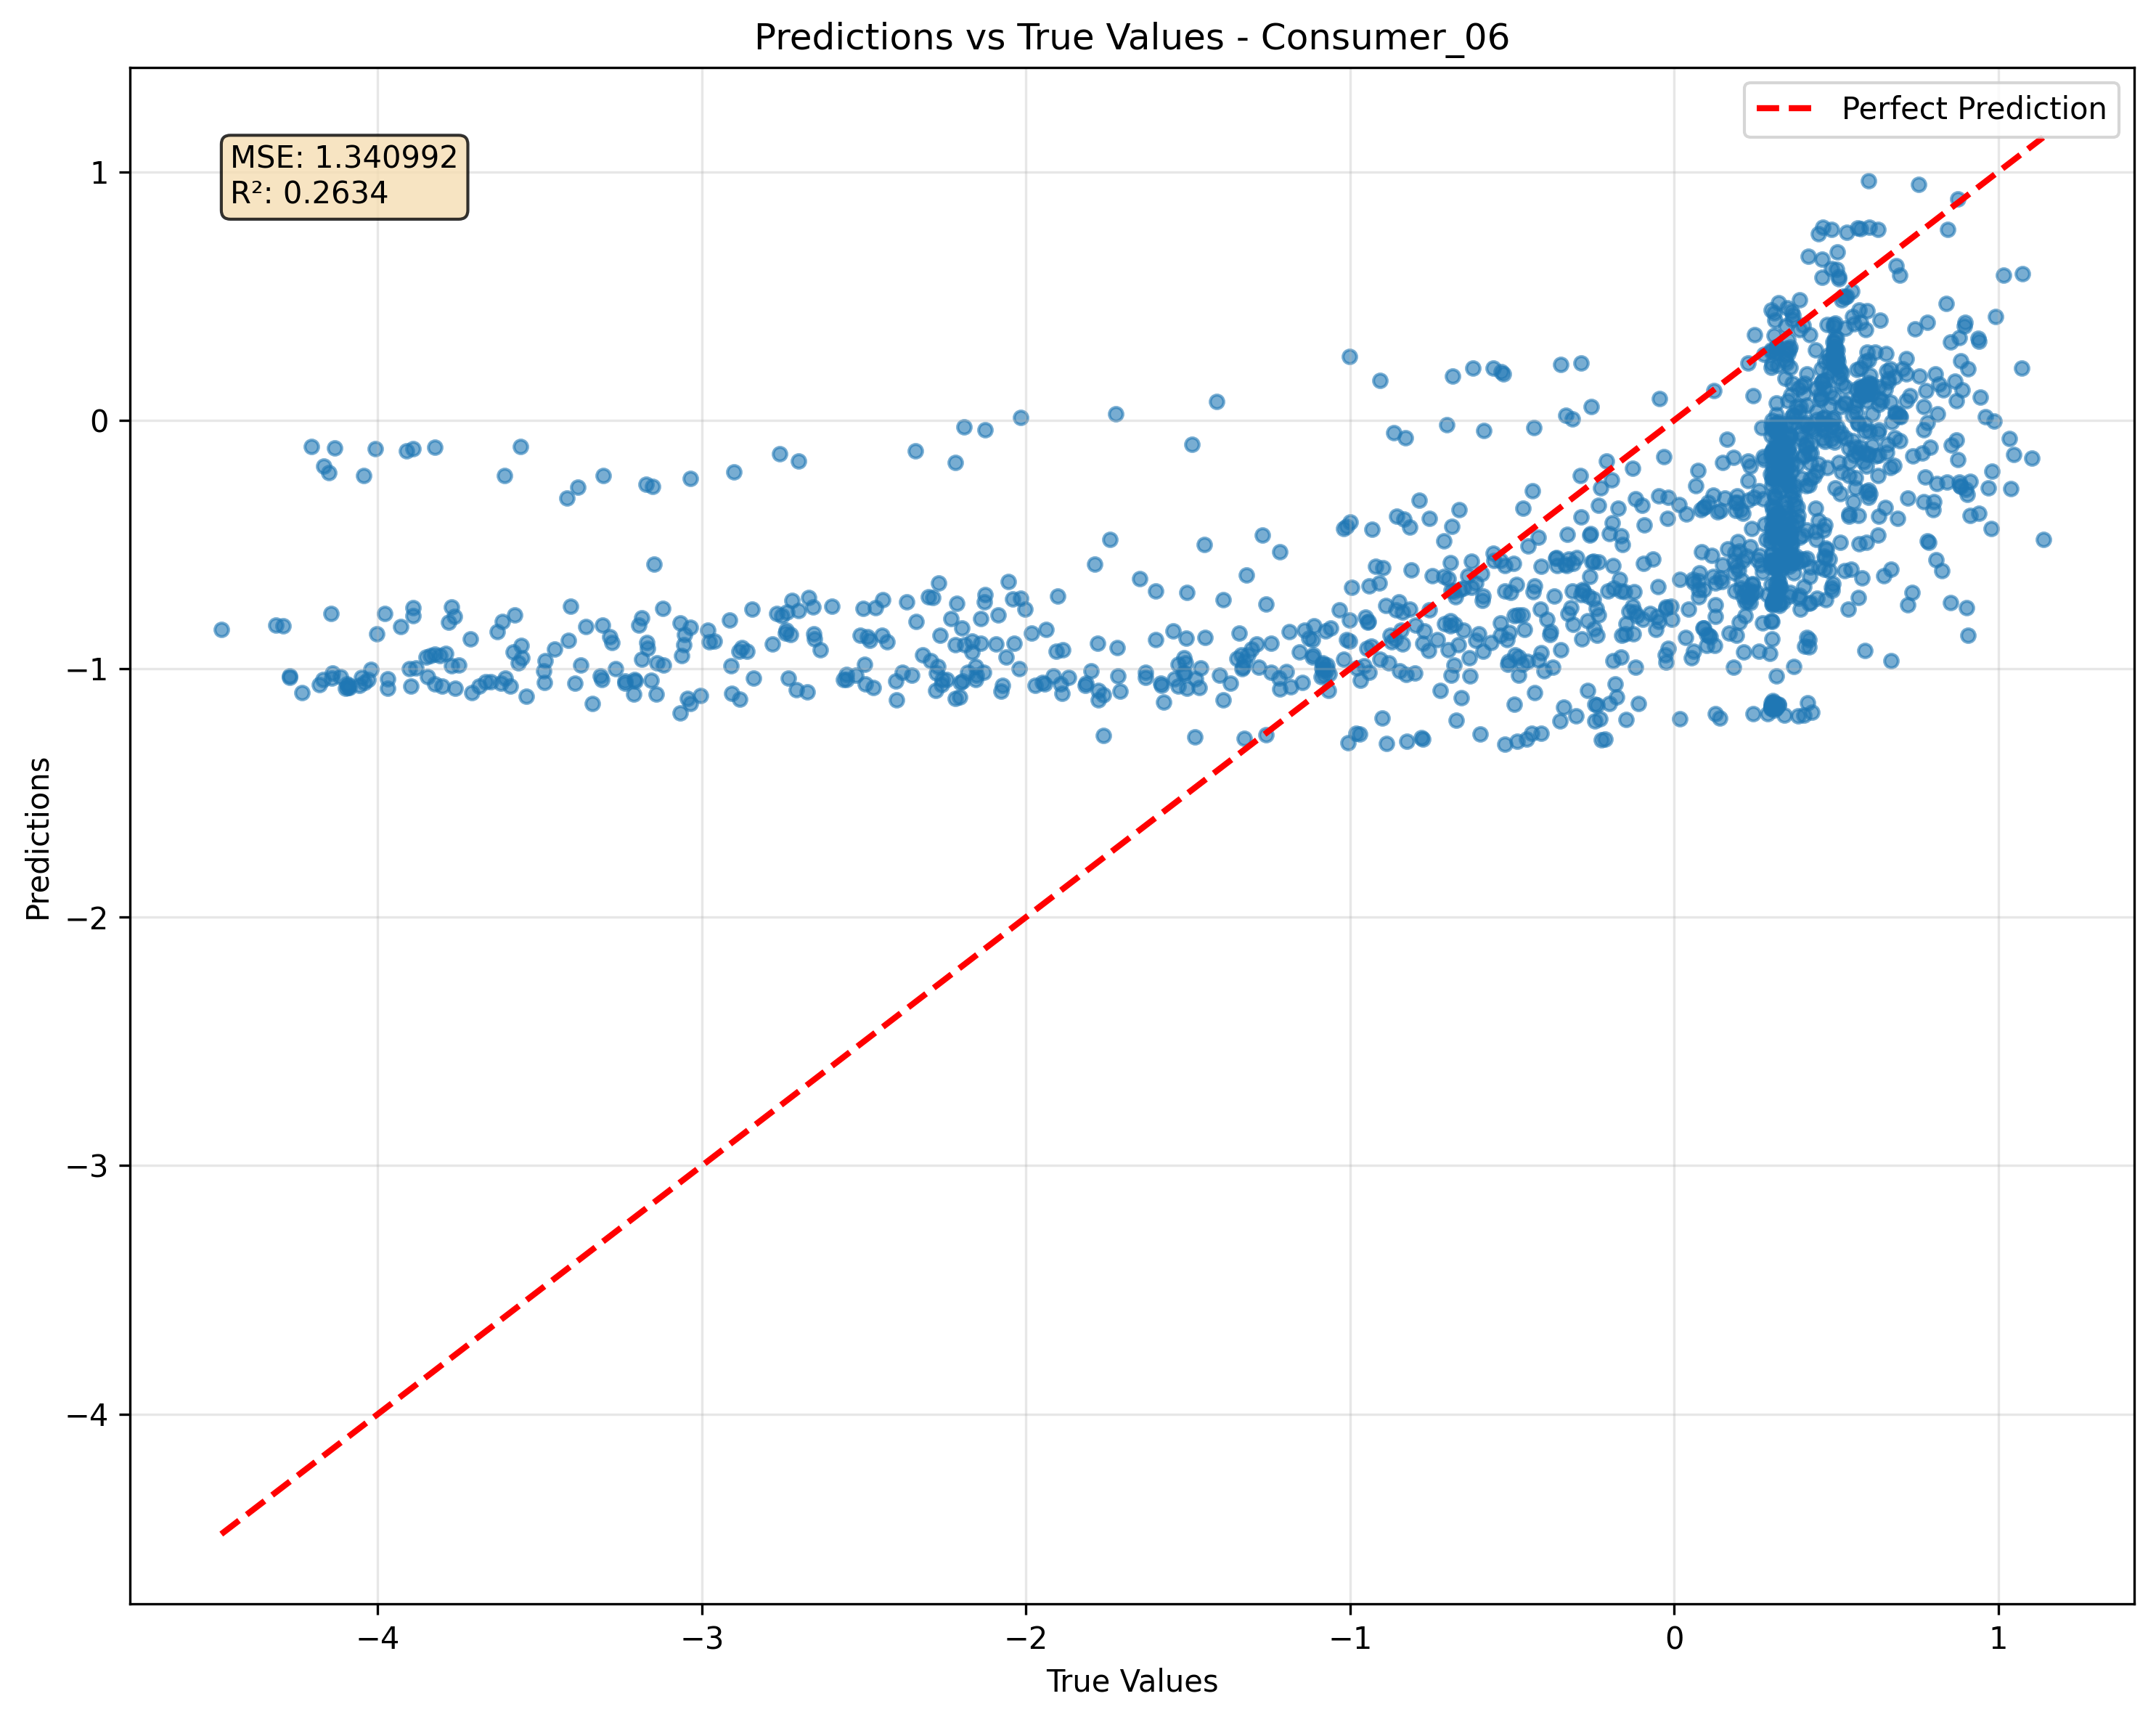 Predictions vs True Values - Consumer_06
Perfect Prediction
MSE: 1.340992
R²: 0.2634
1
0
−1
−2
−3
−4
Predictions
−4
−3
−2
−1
0
1
True Values